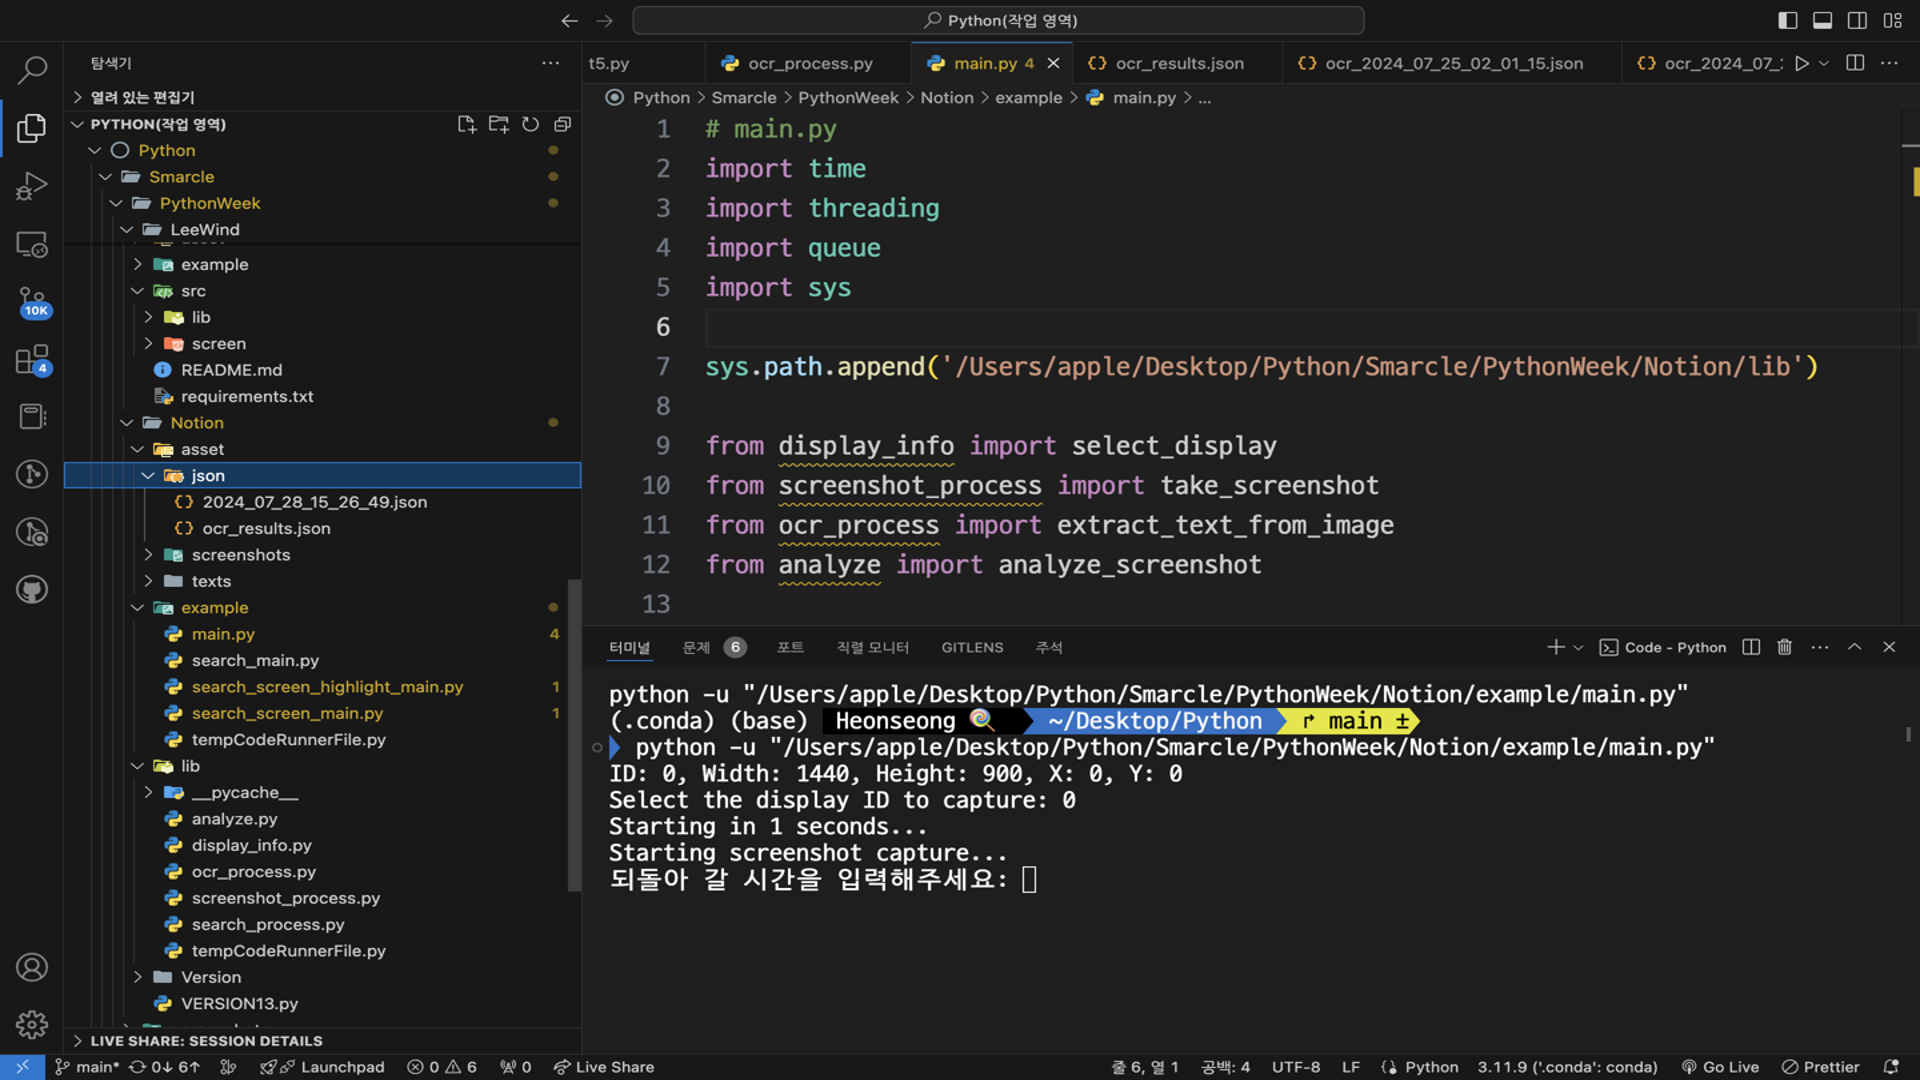 Python(작업 영역)
탐색기
열려 있는 편집기
PYTHON(작업 영역)
Python
Smarcle
PythonWeek
LeeWind
example
src
lib
screen
README.md
requirements.txt
Notion
asset
json
2024_07_28_15_26_49.json
ocr_results.json
screenshots
texts
example
main.py 4
search_main.py
search_screen_highlight_main.py 1
search_screen_main.py 1
tempCodeRunnerFile.py
lib
__pycache__
analyze.py
display_info.py
ocr_process.py
screenshot_process.py
search_process.py
tempCodeRunnerFile.py
Version
VERSION13.py
LIVE SHARE: SESSION DETAILS
10K
4
t5.py ocr_process.py main.py 4 ocr_results.json ocr_2024_07_25_02_01_15.json ocr_2024_07_
Python > Smarcle > PythonWeek > Notion > example > main.py > ...
1 # main.py
2 import time
3 import threading
4 import queue
5 import sys
6
7 sys.path.append('/Users/apple/Desktop/Python/Smarcle/PythonWeek/Notion/lib')
8
9 from display_info import select_display
10 from screenshot_process import take_screenshot
11 from ocr_process import extract_text_from_image
12 from analyze import analyze_screenshot
13
터미널 문제 6 포트 직렬 모니터 GITLENS 주석 Code - Python
python -u "/Users/apple/Desktop/Python/Smarcle/PythonWeek/Notion/example/main.py"
(.conda) (base) Heonseong 🍭 ~/Desktop/Python main ±
python -u "/Users/apple/Desktop/Python/Smarcle/PythonWeek/Notion/example/main.py"
ID: 0, Width: 1440, Height: 900, X: 0, Y: 0
Select the display ID to capture: 0
Starting in 1 seconds...
Starting screenshot capture...
되돌아 갈 시간을 입력해주세요:
main* 0↓ 6↑ Launchpad 0 6 0 Live Share 줄 6, 열 1 공백: 4 UTF-8 LF Python 3.11.9 ('.conda': conda) Go Live Prettier